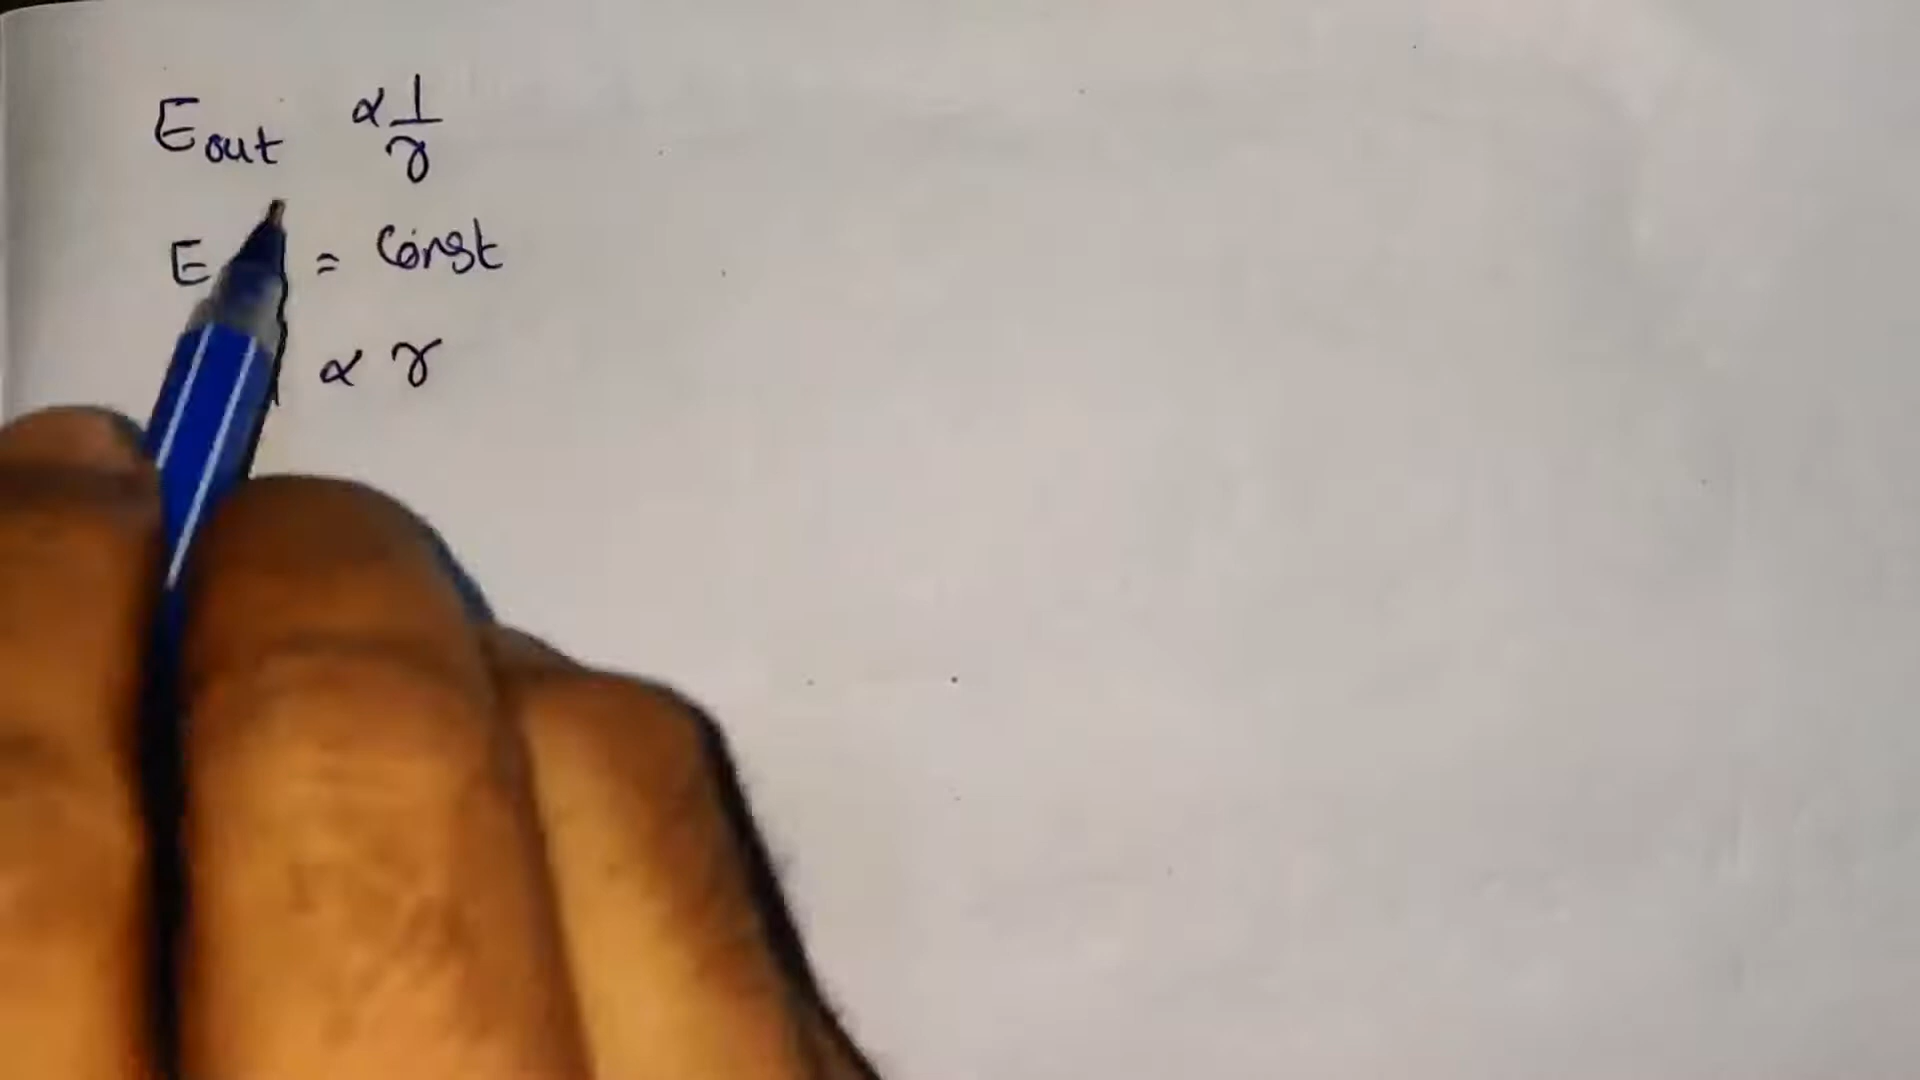 Eout α 1/r
E = Const
α r